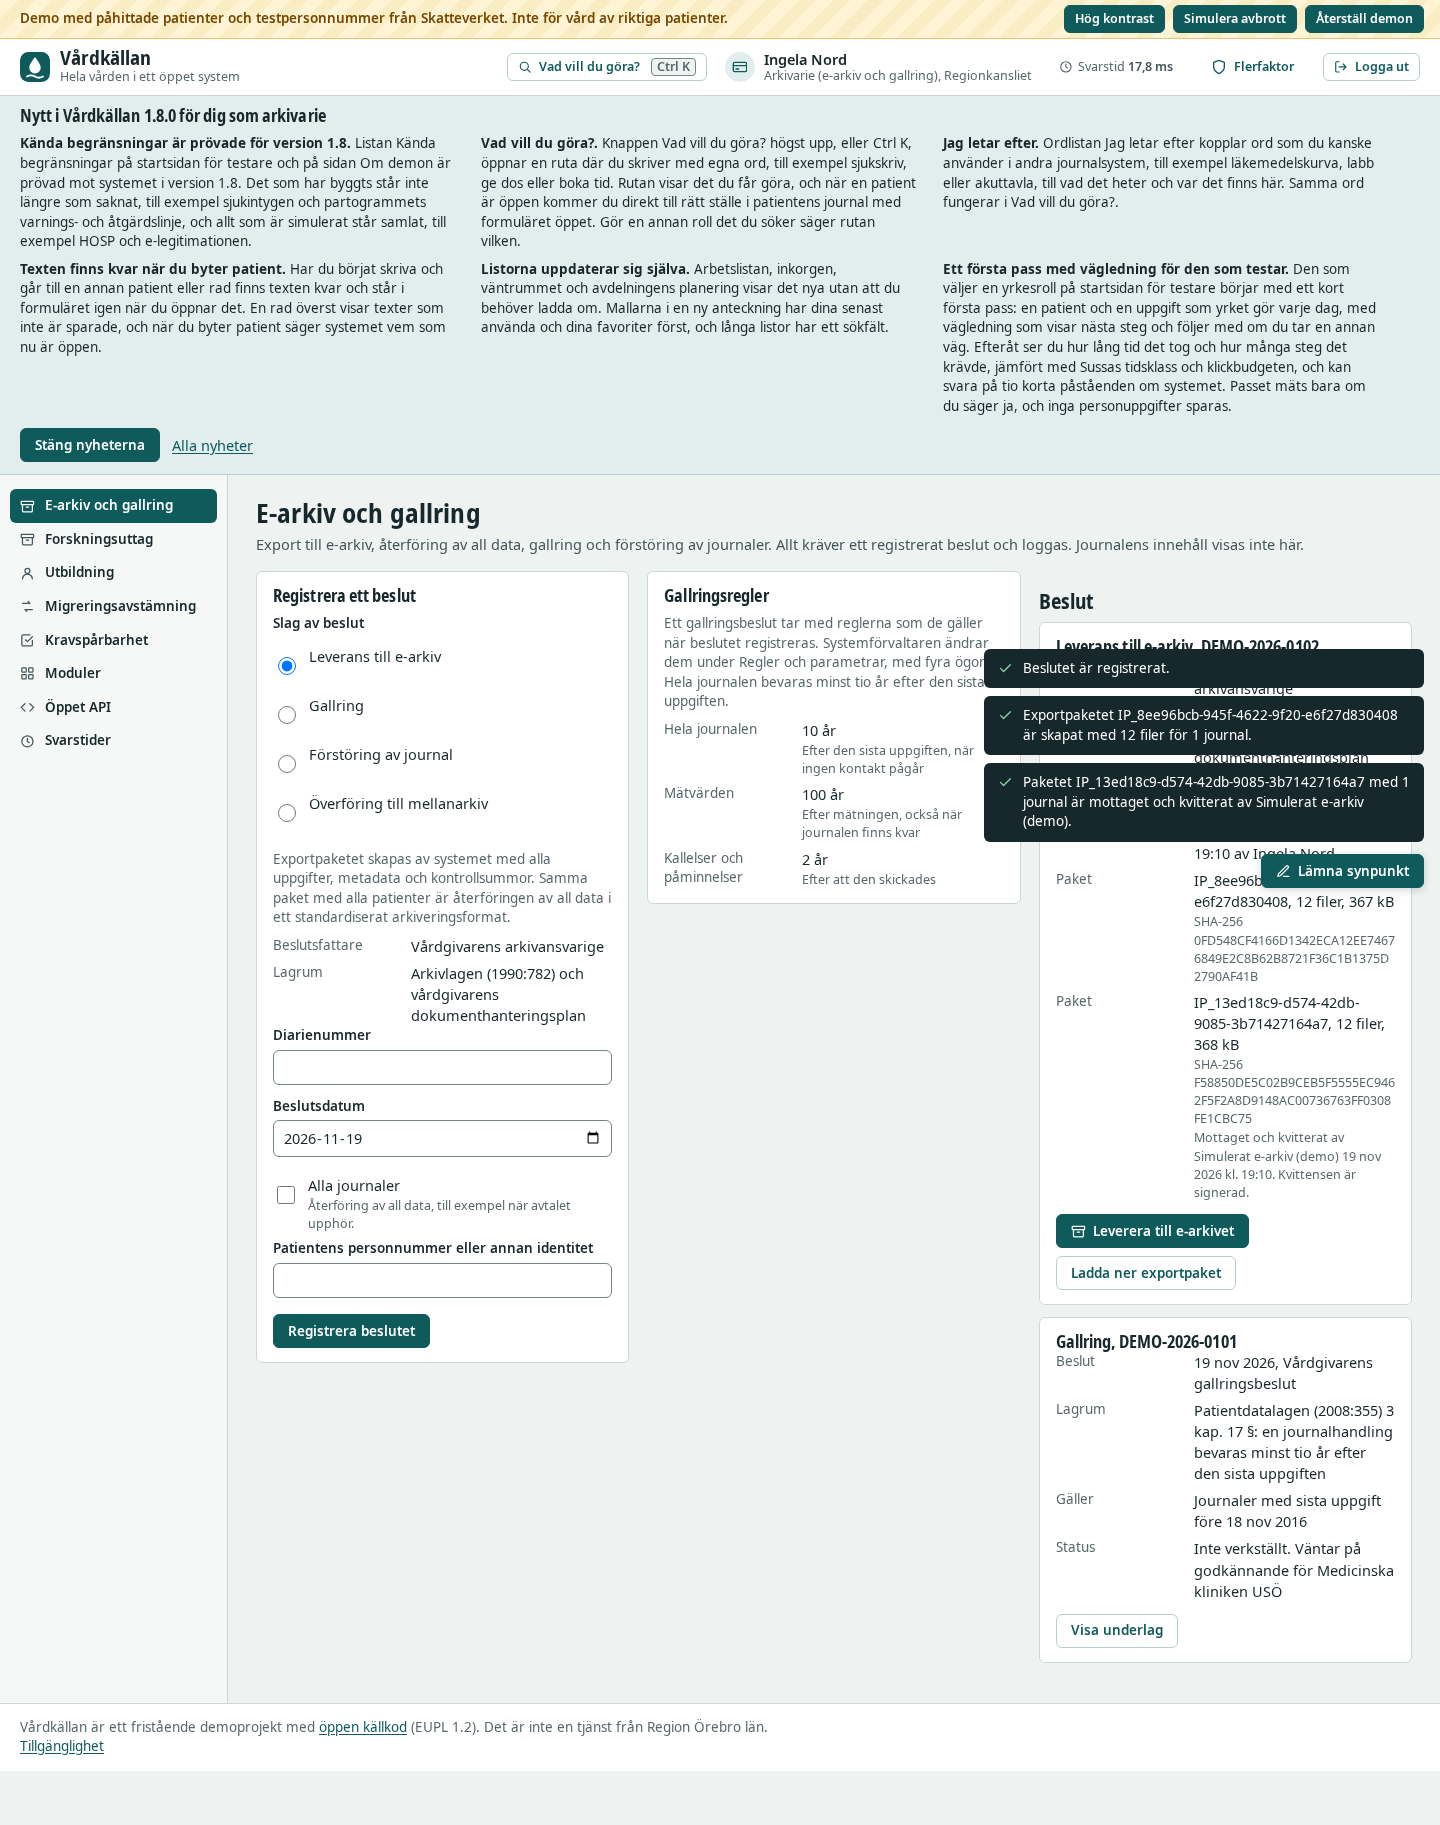 Demo med påhittade patienter och testpersonnummer från Skatteverket. Inte för vård av riktiga patienter.
Hög kontrast
Simulera avbrott
Återställ demon
Vårdkällan
Hela vården i ett öppet system
Vad vill du göra? Ctrl K
Ingela Nord
Arkivarie (e-arkiv och gallring), Regionkansliet
Svarstid 17,8 ms
Flerfaktor
Logga ut
Nytt i Vårdkällan 1.8.0 för dig som arkivarie
Kända begränsningar är prövade för version 1.8. Listan Kända
begränsningar på startsidan för testare och på sidan Om demon är
prövad mot systemet i version 1.8. Det som har byggts står inte
längre som saknat, till exempel sjukintygen och partogrammets
varnings- och åtgärdslinje, och allt som är simulerat står samlat, till
exempel HOSP och e-legitimationen.
Vad vill du göra?. Knappen Vad vill du göra? högst upp, eller Ctrl K,
öppnar en ruta där du skriver med egna ord, till exempel sjukskriv,
ge dos eller boka tid. Rutan visar det du får göra, och när en patient
är öppen kommer du direkt till rätt ställe i patientens journal med
formuläret öppet. Gör en annan roll det du söker säger rutan
vilken.
Jag letar efter. Ordlistan Jag letar efter kopplar ord som du kanske
använder i andra journalsystem, till exempel läkemedelskurva, labb
eller akuttavla, till vad det heter och var det finns här. Samma ord
fungerar i Vad vill du göra?.
Texten finns kvar när du byter patient. Har du börjat skriva och
går till en annan patient eller rad finns texten kvar och står i
formuläret igen när du öppnar det. En rad överst visar texter som
inte är sparade, och när du byter patient säger systemet vem som
nu är öppen.
Listorna uppdaterar sig själva. Arbetslistan, inkorgen,
väntrummet och avdelningens planering visar det nya utan att du
behöver ladda om. Mallarna i en ny anteckning har dina senast
använda och dina favoriter först, och långa listor har ett sökfält.
Ett första pass med vägledning för den som testar. Den som
väljer en yrkesroll på startsidan för testare börjar med ett kort
första pass: en patient och en uppgift som yrket gör varje dag, med
vägledning som visar nästa steg och följer med om du tar en annan
väg. Efteråt ser du hur lång tid det tog och hur många steg det
krävde, jämfört med Sussas tidsklass och klickbudgeten, och kan
svara på tio korta påståenden om systemet. Passet mäts bara om
du säger ja, och inga personuppgifter sparas.
Stäng nyheterna
Alla nyheter
E-arkiv och gallring
Forskningsuttag
Utbildning
Migreringsavstämning
Kravspårbarhet
Moduler
Öppet API
Svarstider
E-arkiv och gallring
Export till e-arkiv, återföring av all data, gallring och förstöring av journaler. Allt kräver ett registrerat beslut och loggas. Journalens innehåll visas inte här.
Registrera ett beslut
Slag av beslut
Leverans till e-arkiv
Gallring
Förstöring av journal
Överföring till mellanarkiv
Exportpaketet skapas av systemet med alla
uppgifter, metadata och kontrollsummor. Samma
paket med alla patienter är återföringen av all data i
ett standardiserat arkiveringsformat.
Beslutsfattare Vårdgivarens arkivansvarige
Lagrum Arkivlagen (1990:782) och
vårdgivarens
dokumenthanteringsplan
Diarienummer
Beslutsdatum
2026-11-19
Alla journaler
Återföring av all data, till exempel när avtalet
upphör.
Patientens personnummer eller annan identitet
Registrera beslutet
Gallringsregler
Ett gallringsbeslut tar med reglerna som de gäller
när beslutet registreras. Systemförvaltaren ändrar
dem under Regler och parametrar, med fyra ögon.
Hela journalen bevaras minst tio år efter den sista
uppgiften.
Hela journalen 10 år
Efter den sista uppgiften, när
ingen kontakt pågår
Mätvärden 100 år
Efter mätningen, också när
journalen finns kvar
Kallelser och
påminnelser
2 år
Efter att den skickades
Beslut
Leverans till e-arkiv, DEMO-2026-0102
Beslutet är registrerat.
arkivansvarige
Exportpaketet IP_8ee96bcb-945f-4622-9f20-e6f27d830408
är skapat med 12 filer för 1 journal.
dokumenthanteringsplan
Paketet IP_13ed18c9-d574-42db-9085-3b71427164a7 med 1
journal är mottaget och kvitterat av Simulerat e-arkiv
(demo).
19:10 av Ingela Nord
Lämna synpunkt
Paket IP_8ee96b
e6f27d830408, 12 filer, 367 kB
SHA-256
0FD548CF4166D1342ECA12EE7467
6849E2C8B62B8721F36C1B1375D
2790AF41B
Paket IP_13ed18c9-d574-42db-
9085-3b71427164a7, 12 filer,
368 kB
SHA-256
F58850DE5C02B9CEB5F5555EC946
2F5F2A8D9148AC00736763FF0308
FE1CBC75
Mottaget och kvitterat av
Simulerat e-arkiv (demo) 19 nov
2026 kl. 19:10. Kvittensen är
signerad.
Leverera till e-arkivet
Ladda ner exportpaket
Gallring, DEMO-2026-0101
Beslut 19 nov 2026, Vårdgivarens
gallringsbeslut
Lagrum Patientdatalagen (2008:355) 3
kap. 17 §: en journalhandling
bevaras minst tio år efter
den sista uppgiften
Gäller Journaler med sista uppgift
före 18 nov 2016
Status Inte verkställt. Väntar på
godkännande för Medicinska
kliniken USÖ
Visa underlag
Vårdkällan är ett fristående demoprojekt med öppen källkod (EUPL 1.2). Det är inte en tjänst från Region Örebro län.
Tillgänglighet